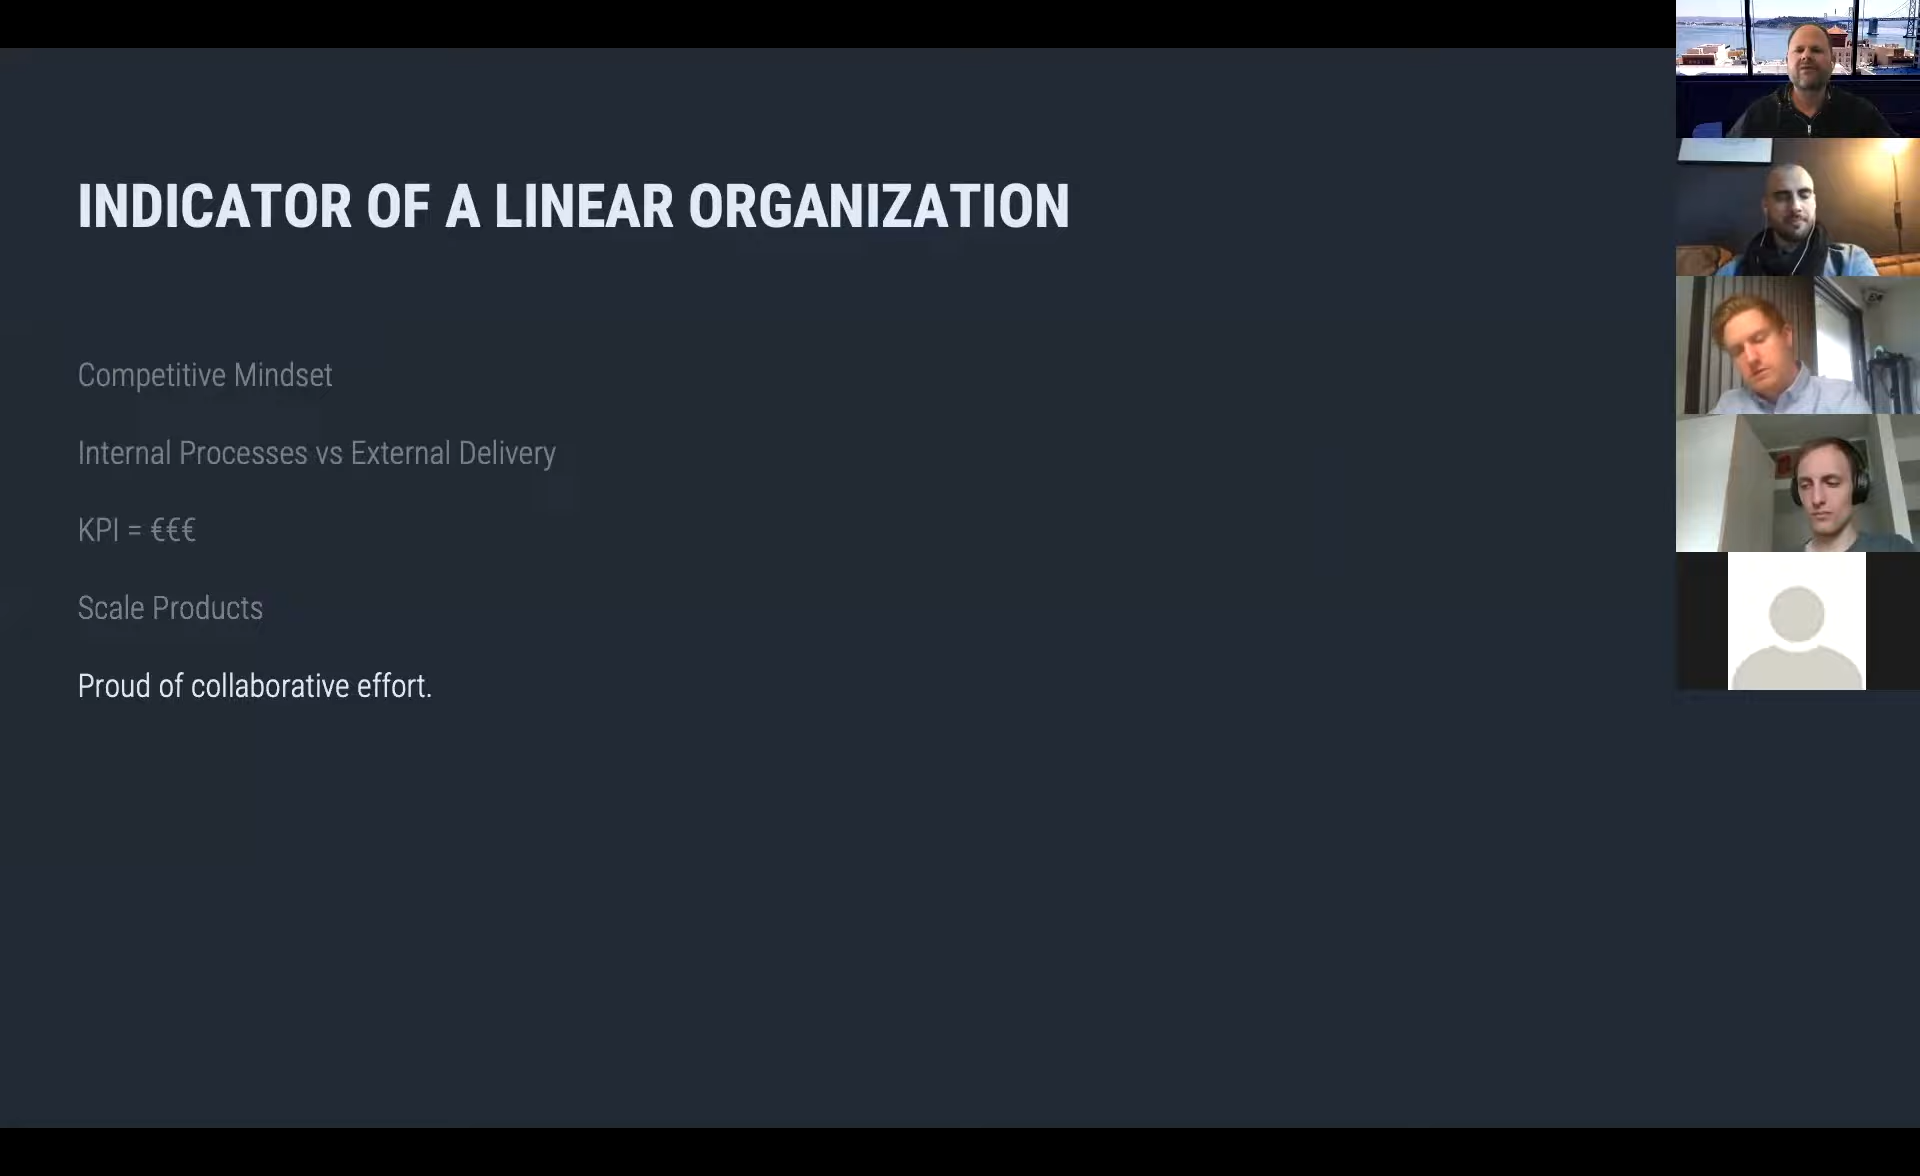 INDICATOR OF A LINEAR ORGANIZATION
Competitive Mindset
Internal Processes vs External Delivery
KPI = €€€
Scale Products
Proud of collaborative effort.